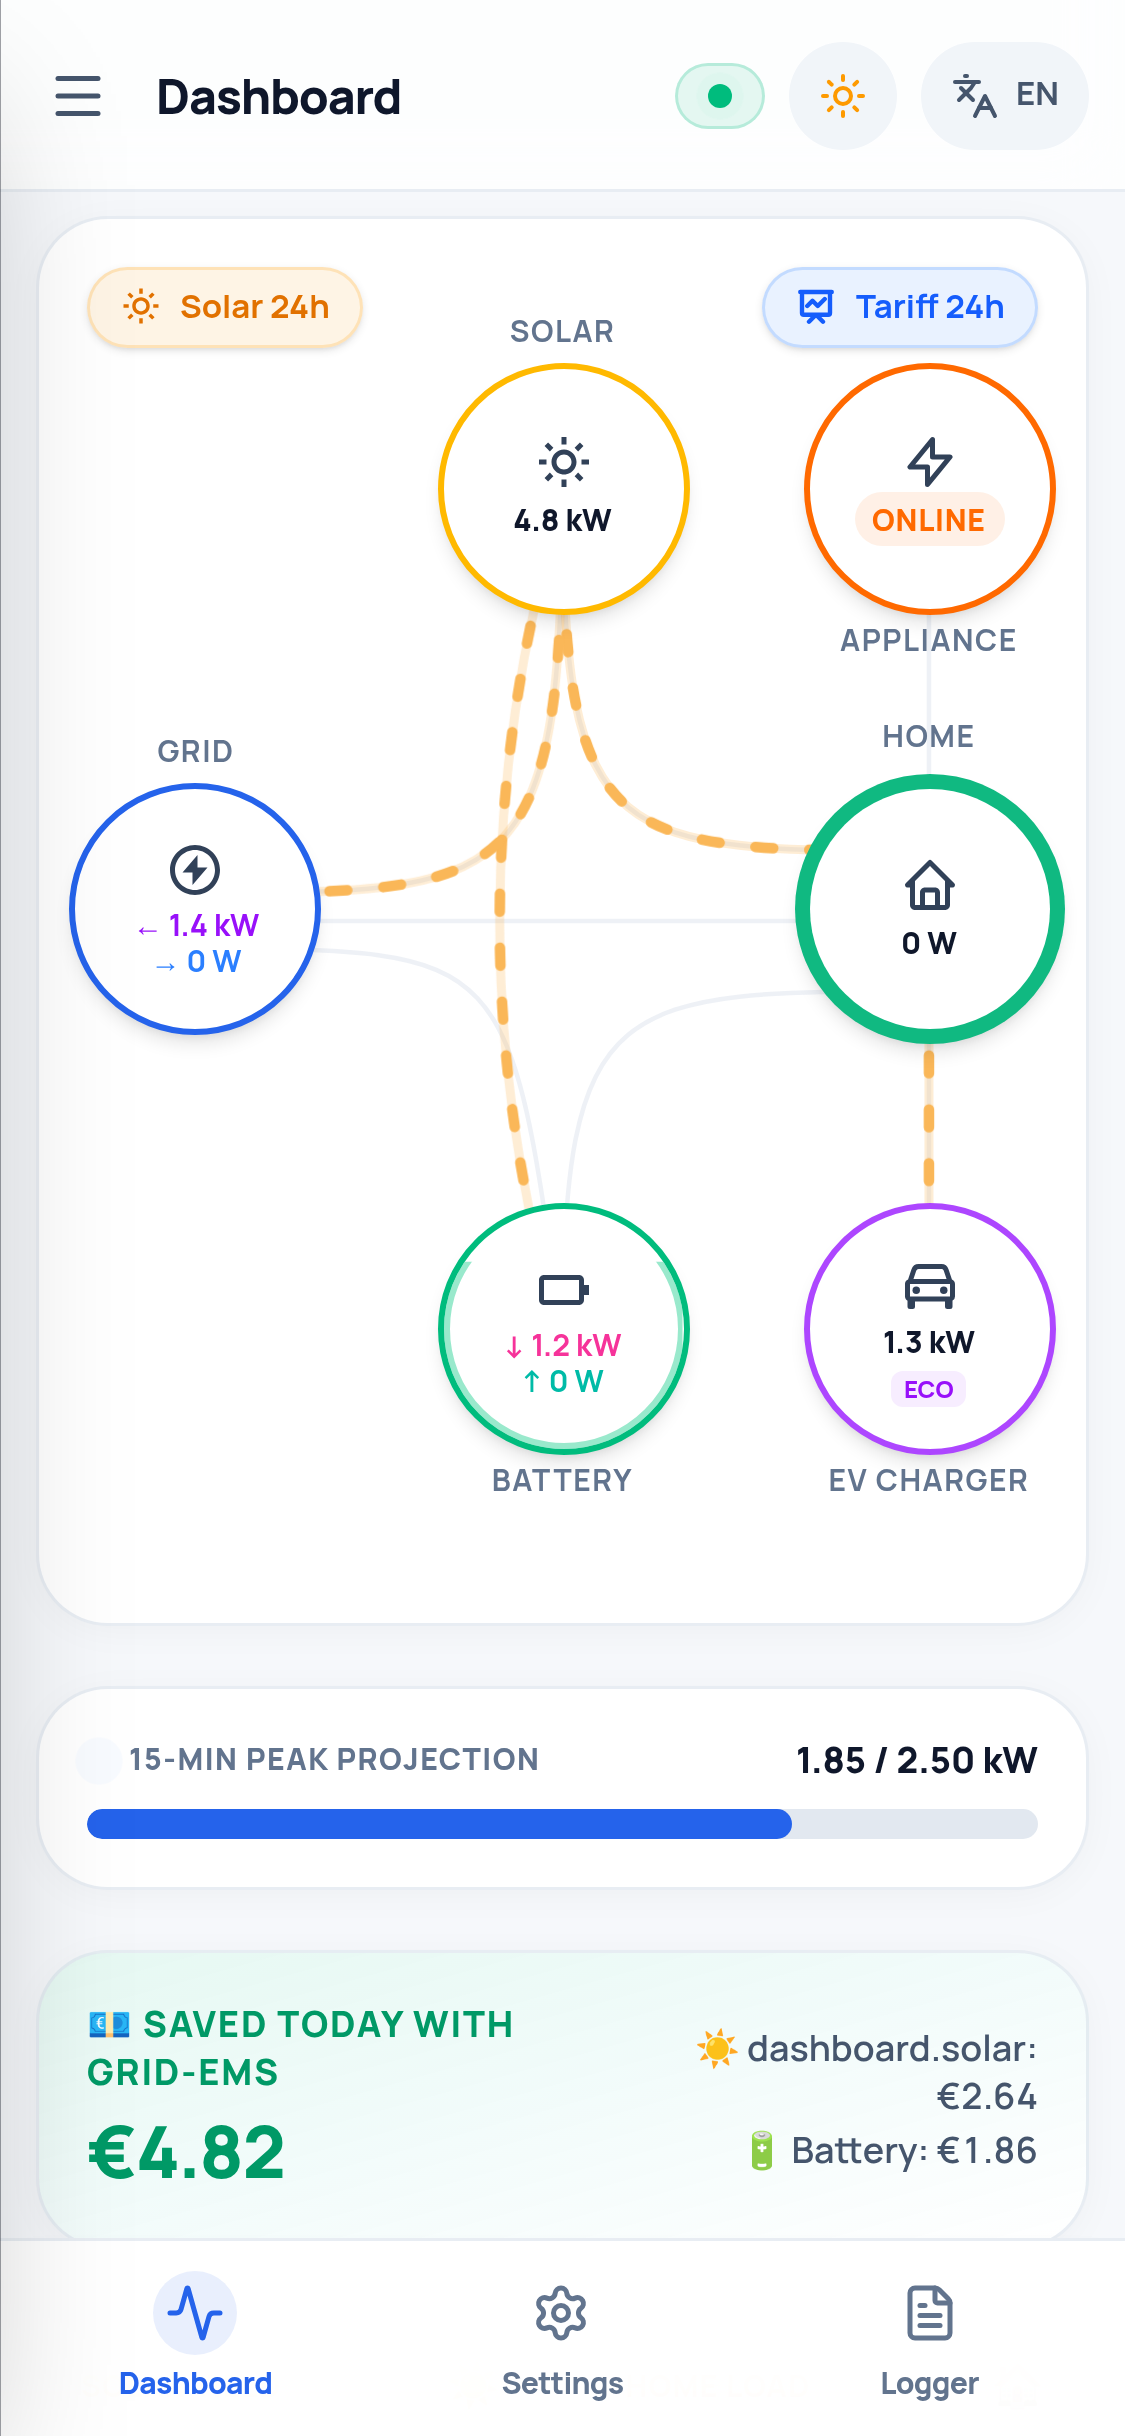 Dashboard
EN
Solar 24h
Tariff 24h
SOLAR
4.8 kW
ONLINE
APPLIANCE
GRID
← 1.4 kW
→ 0 W
HOME
0 W
↓ 1.2 kW
↑ 0 W
BATTERY
1.3 kW
ECO
EV CHARGER
15-MIN PEAK PROJECTION
1.85 / 2.50 kW
💶 SAVED TODAY WITH
GRID-EMS
€4.82
☀️ dashboard.solar:
€2.64
🔋 Battery: €1.86
Dashboard
Settings
Logger